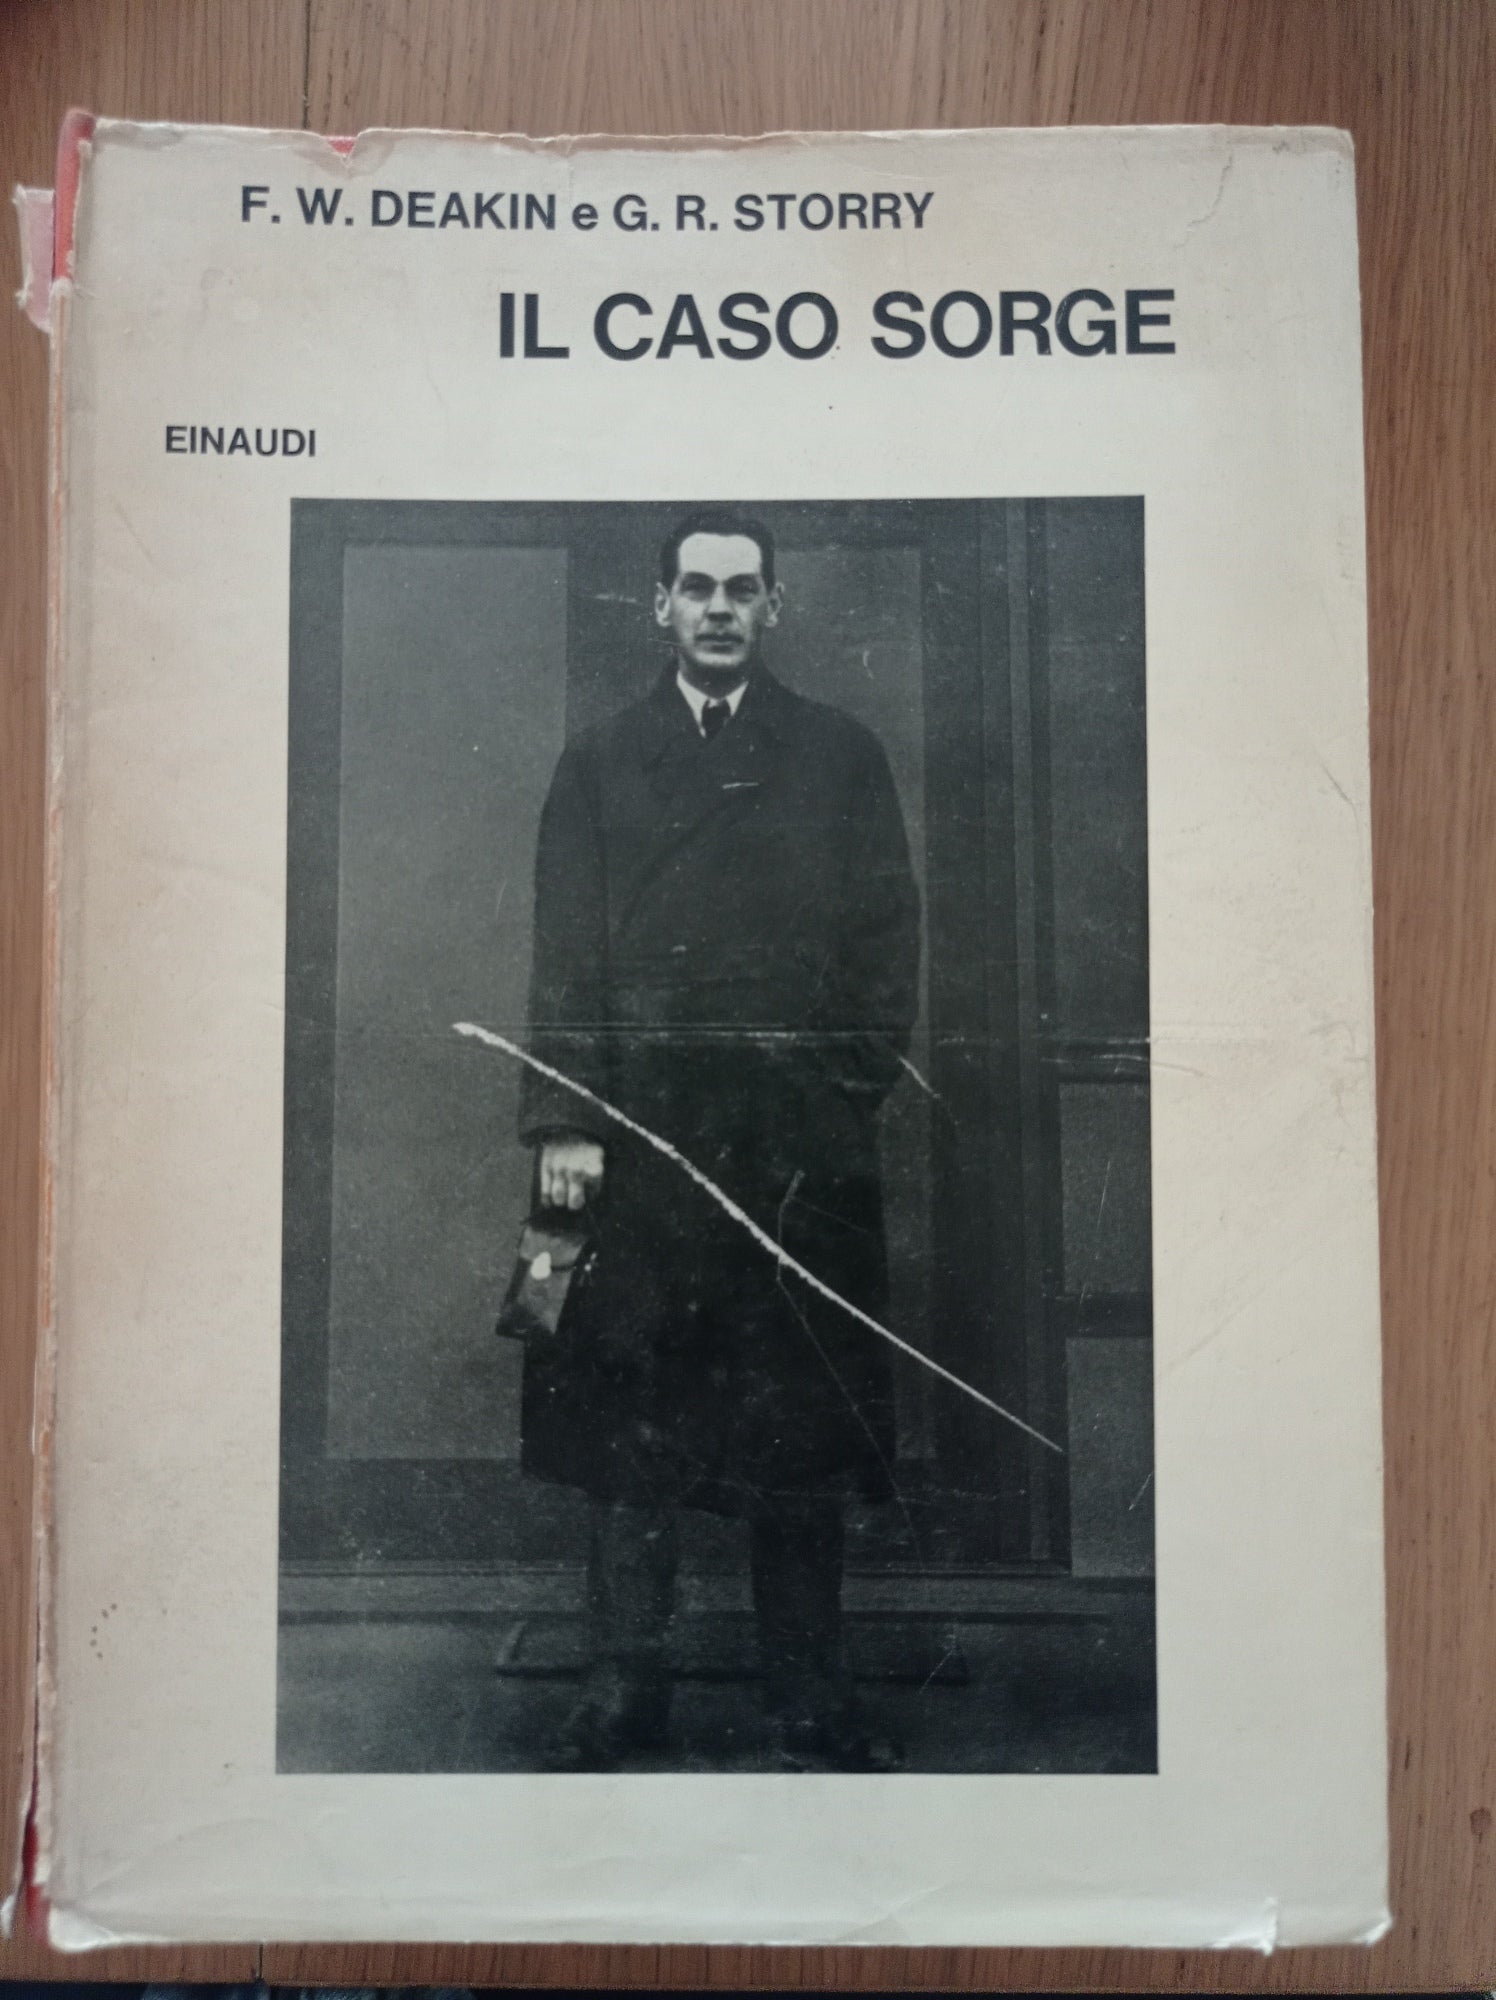 F. W. DEAKIN e G. R. STORRY
IL CASO SORGE
EINAUDI